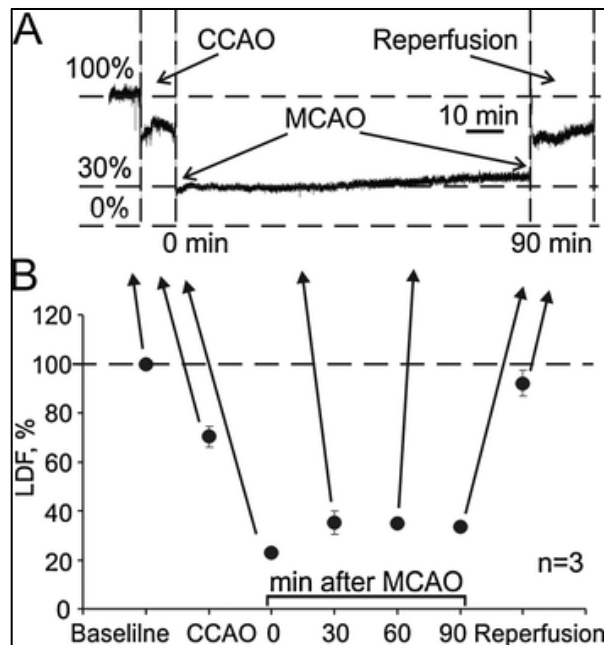 A
CCAO
Reperfusion
100%
10 min
MCAO
30%
0%
0 min
90 min
B
120
100
80
60
40
20
0
LDF, %
min after MCAO
n=3
Baselilne CCAO 0 30 60 90 Reperfusion